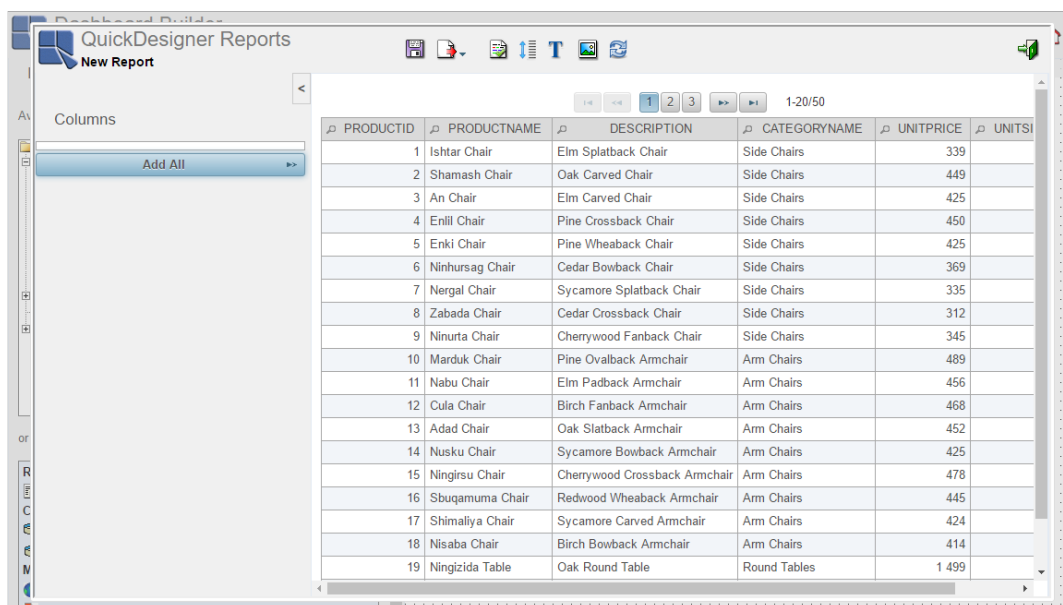 Dashboard Builder
QuickDesigner Reports
New Report
T
<
1 2 3 1-20/50
Columns
Add All
PRODUCTID PRODUCTNAME DESCRIPTION CATEGORYNAME UNITPRICE UNITSI
1 Ishtar Chair Elm Splatback Chair Side Chairs 339
2 Shamash Chair Oak Carved Chair Side Chairs 449
3 An Chair Elm Carved Chair Side Chairs 425
4 Enlil Chair Pine Crossback Chair Side Chairs 450
5 Enki Chair Pine Wheaback Chair Side Chairs 425
6 Ninhursag Chair Cedar Bowback Chair Side Chairs 369
7 Nergal Chair Sycamore Splatback Chair Side Chairs 335
8 Zabada Chair Cedar Crossback Chair Side Chairs 312
9 Ninurta Chair Cherrywood Fanback Chair Side Chairs 345
10 Marduk Chair Pine Ovalback Armchair Arm Chairs 489
11 Nabu Chair Elm Padback Armchair Arm Chairs 456
12 Cula Chair Birch Fanback Armchair Arm Chairs 468
13 Adad Chair Oak Slatback Armchair Arm Chairs 452
14 Nusku Chair Sycamore Bowback Armchair Arm Chairs 425
15 Ningirsu Chair Cherrywood Crossback Armchair Arm Chairs 478
16 Sbuqamuma Chair Redwood Wheaback Armchair Arm Chairs 445
17 Shimaliya Chair Sycamore Carved Armchair Arm Chairs 424
18 Nisaba Chair Birch Bowback Armchair Arm Chairs 414
19 Ningizida Table Oak Round Table Round Tables 1 499
or